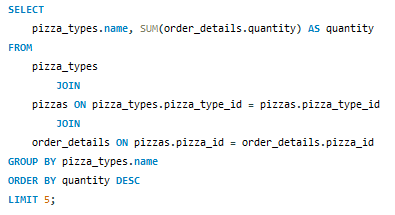 SELECT
    pizza_types.name, SUM(order_details.quantity) AS quantity
FROM
    pizza_types
        JOIN
    pizzas ON pizza_types.pizza_type_id = pizzas.pizza_type_id
        JOIN
    order_details ON pizzas.pizza_id = order_details.pizza_id
GROUP BY pizza_types.name
ORDER BY quantity DESC
LIMIT 5;